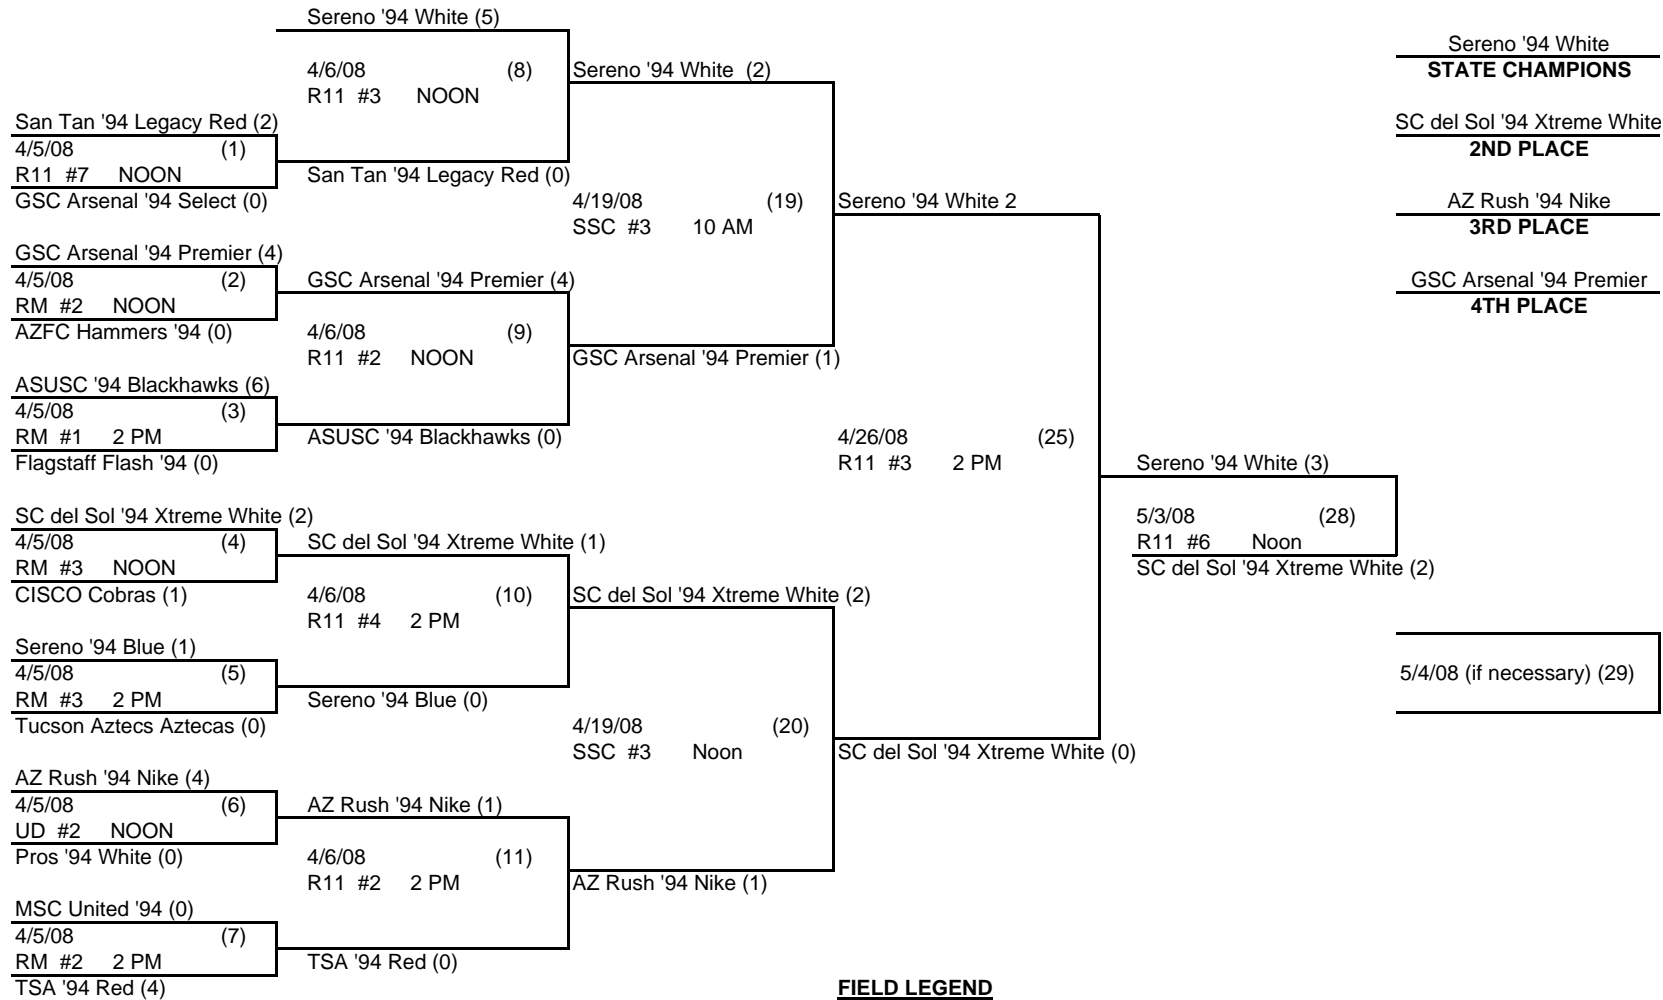 Sereno '94 White (5)
4/6/08 (8)
R11 #3 NOON
San Tan '94 Legacy Red (2)
4/5/08 (1)
R11 #7 NOON
GSC Arsenal '94 Select (0)
San Tan '94 Legacy Red (0)
GSC Arsenal '94 Premier (4)
4/5/08 (2)
RM #2 NOON
AZFC Hammers '94 (0)
GSC Arsenal '94 Premier (4)
4/6/08 (9)
R11 #2 NOON
ASUSC '94 Blackhawks (6)
4/5/08 (3)
RM #1 2 PM
Flagstaff Flash '94 (0)
ASUSC '94 Blackhawks (0)
SC del Sol '94 Xtreme White (2)
4/5/08 (4)
RM #3 NOON
CISCO Cobras (1)
SC del Sol '94 Xtreme White (1)
4/6/08 (10)
R11 #4 2 PM
Sereno '94 Blue (1)
4/5/08 (5)
RM #3 2 PM
Tucson Aztecs Aztecas (0)
Sereno '94 Blue (0)
AZ Rush '94 Nike (4)
4/5/08 (6)
UD #2 NOON
Pros '94 White (0)
AZ Rush '94 Nike (1)
4/6/08 (11)
R11 #2 2 PM
MSC United '94 (0)
4/5/08 (7)
RM #2 2 PM
TSA '94 Red (4)
TSA '94 Red (0)
Sereno '94 White (2)
4/19/08 (19)
SSC #3 10 AM
GSC Arsenal '94 Premier (1)
SC del Sol '94 Xtreme White (2)
4/19/08 (20)
SSC #3 Noon
AZ Rush '94 Nike (1)
Sereno '94 White 2
4/26/08 (25)
R11 #3 2 PM
SC del Sol '94 Xtreme White (0)
Sereno '94 White (3)
5/3/08 (28)
R11 #6 Noon
SC del Sol '94 Xtreme White (2)
Sereno '94 White
STATE CHAMPIONS
SC del Sol '94 Xtreme White
2ND PLACE
AZ Rush '94 Nike
3RD PLACE
GSC Arsenal '94 Premier
4TH PLACE
5/4/08 (if necessary) (29)
FIELD LEGEND